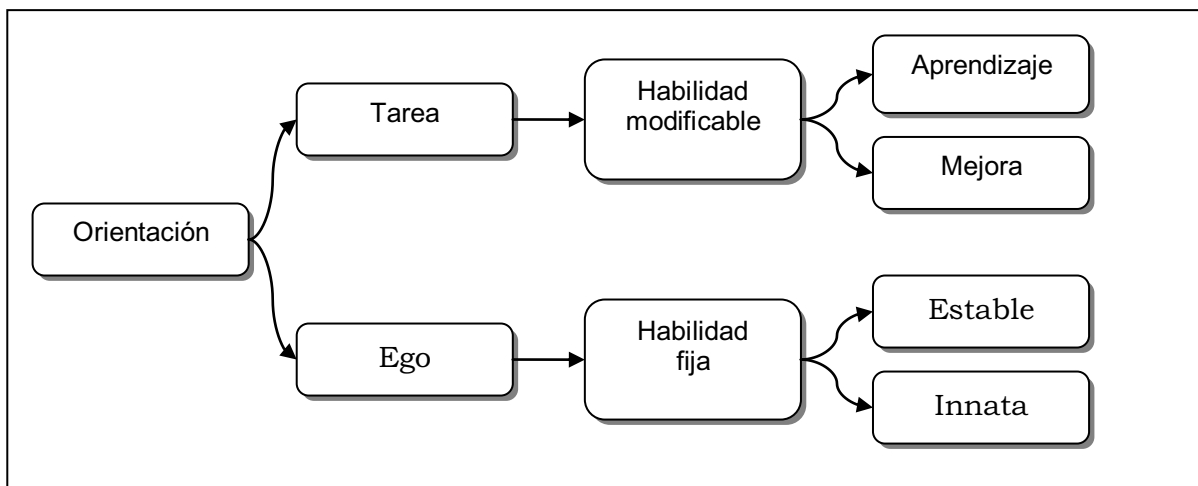 Orientación
Tarea
Habilidad
modificable
Aprendizaje
Mejora
Ego
Habilidad
fija
Estable
Innata